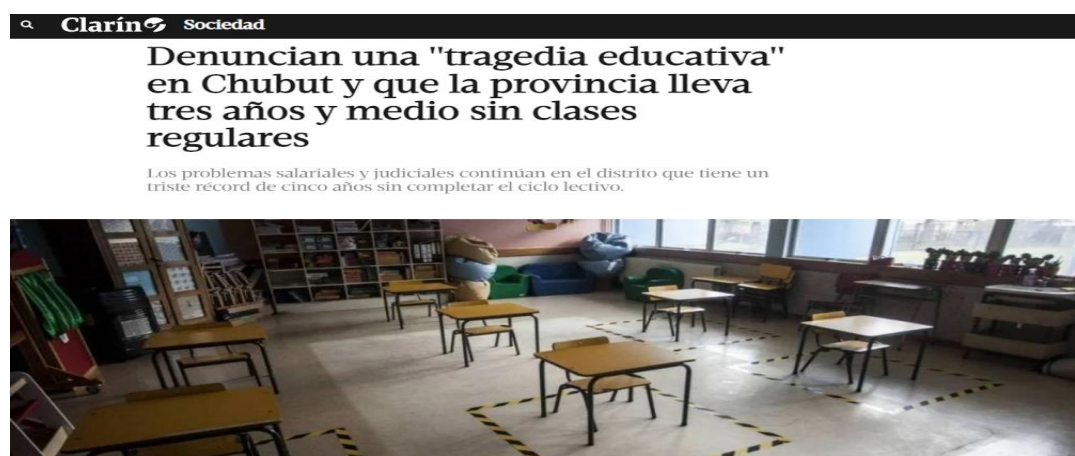 Clarín Sociedad
Denuncian una "tragedia educativa"
en Chubut y que la provincia lleva
tres años y medio sin clases
regulares
Los problemas salariales y judiciales continúan en el distrito que tiene un
triste récord de cinco años sin completar el ciclo lectivo.